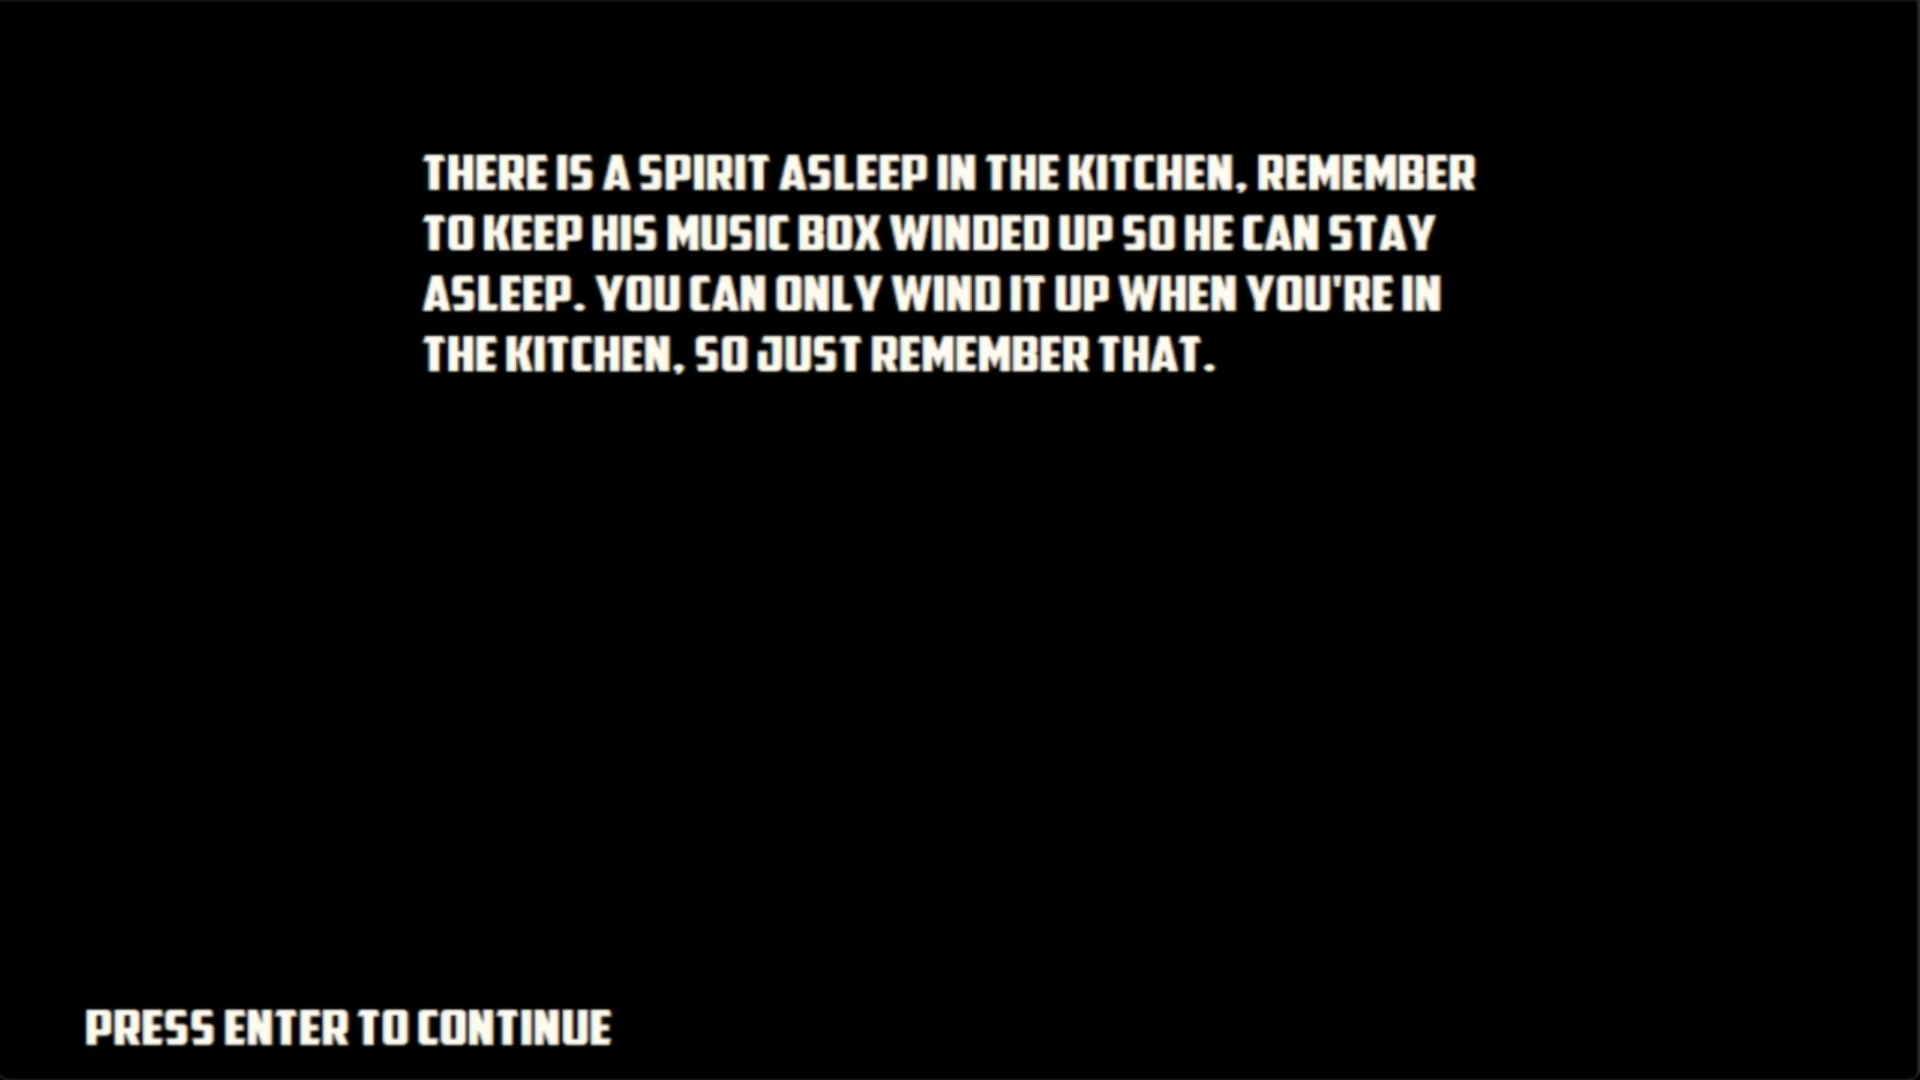 THERE IS A SPIRIT ASLEEP IN THE KITCHEN, REMEMBER
TO KEEP HIS MUSIC BOX WINDED UP SO HE CAN STAY
ASLEEP. YOU CAN ONLY WIND IT UP WHEN YOU'RE IN
THE KITCHEN, SO JUST REMEMBER THAT.
PRESS ENTER TO CONTINUE